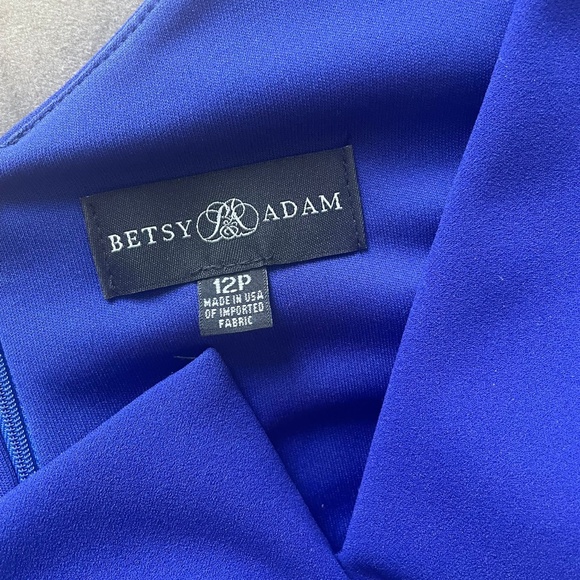 BETSY ADAM
12P
MADE IN USA
OF IMPORTED
FABRIC